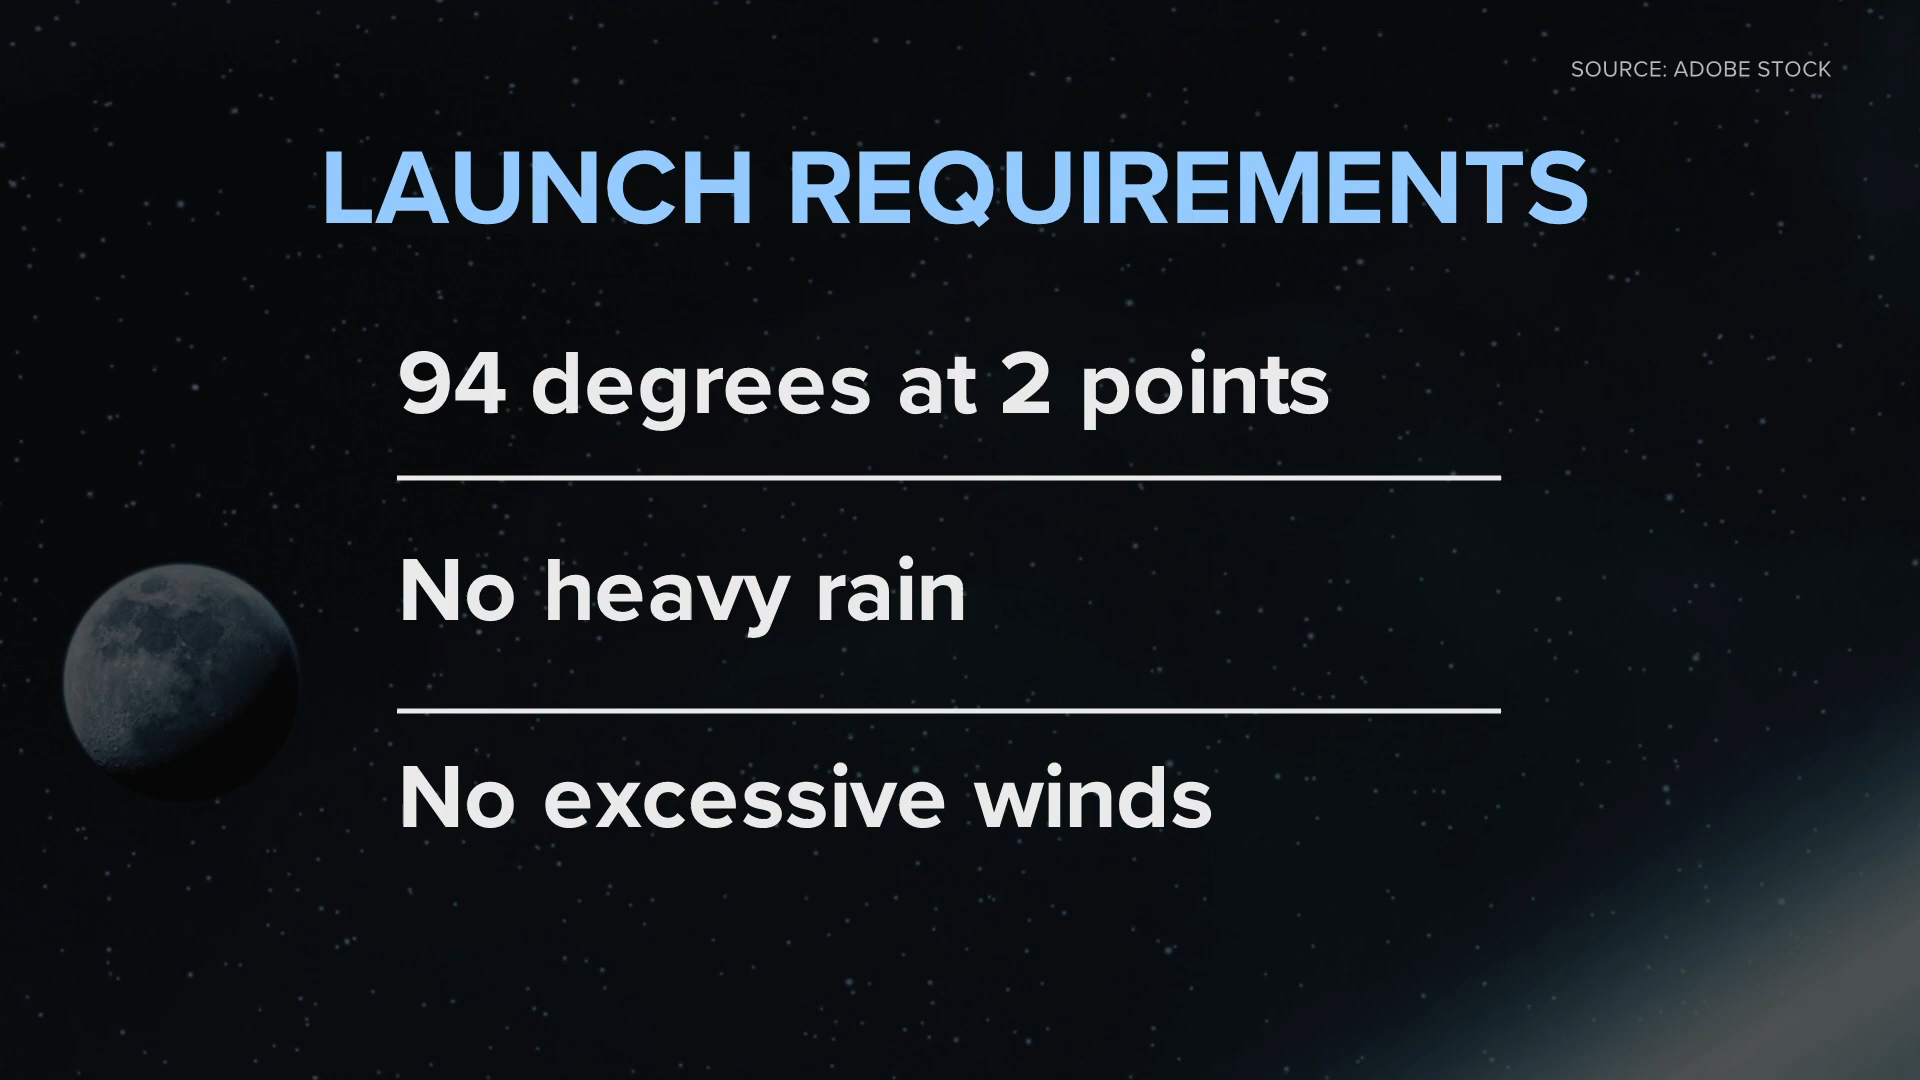 SOURCE: ADOBE STOCK
LAUNCH REQUIREMENTS
94 degrees at 2 points
No heavy rain
No excessive winds